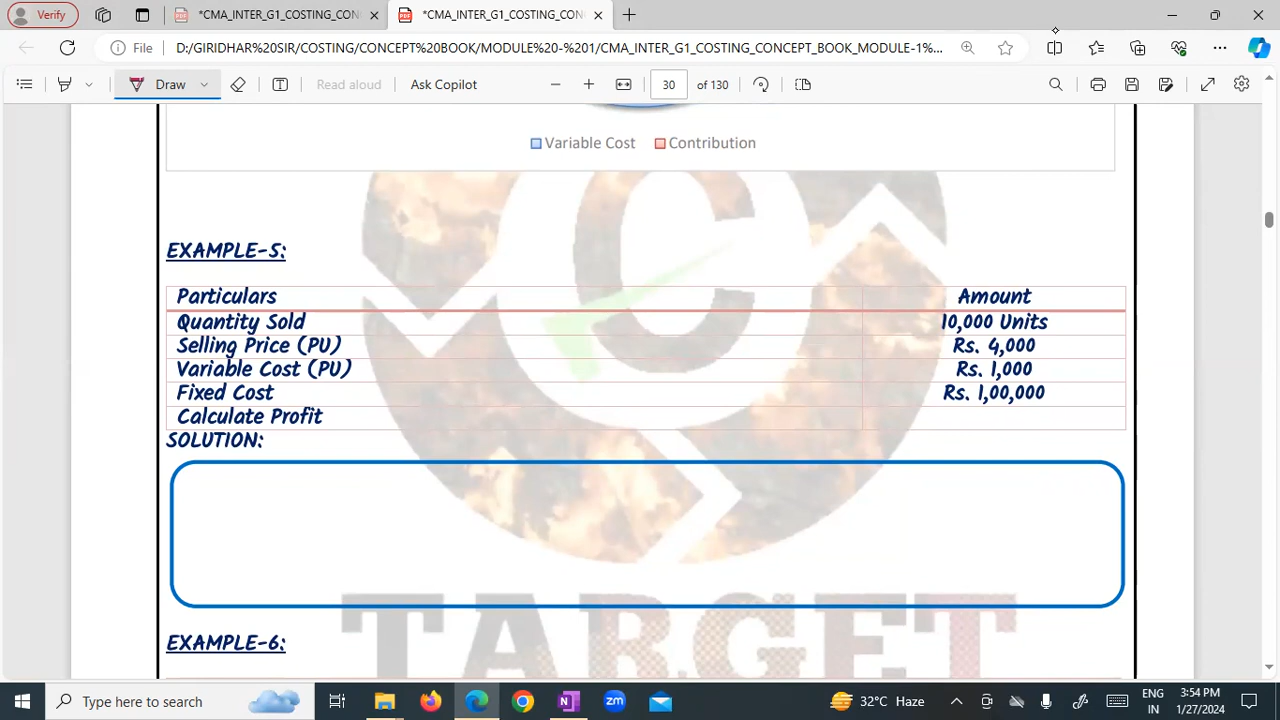 Verify
*CMA_INTER_G1_COSTING_CON
*CMA_INTER_G1_COSTING_CON
File
D:/GIRIDHAR%20SIR/COSTING/CONCEPT%20BOOK/MODULE%20-%201/CMA_INTER_G1_COSTING_CONCEPT_BOOK_MODULE-1%...
Draw
Read aloud
Ask Copilot
30 of 130
Variable Cost Contribution
EXAMPLE-5:
Particulars Amount
Quantity Sold 10,000 Units
Selling Price (PU) Rs. 4,000
Variable Cost (PU) Rs. 1,000
Fixed Cost Rs. 1,00,000
Calculate Profit
SOLUTION:
TARGET
EXAMPLE-6:
Type here to search
32°C Haze
ENG
IN
3:54 PM
1/27/2024